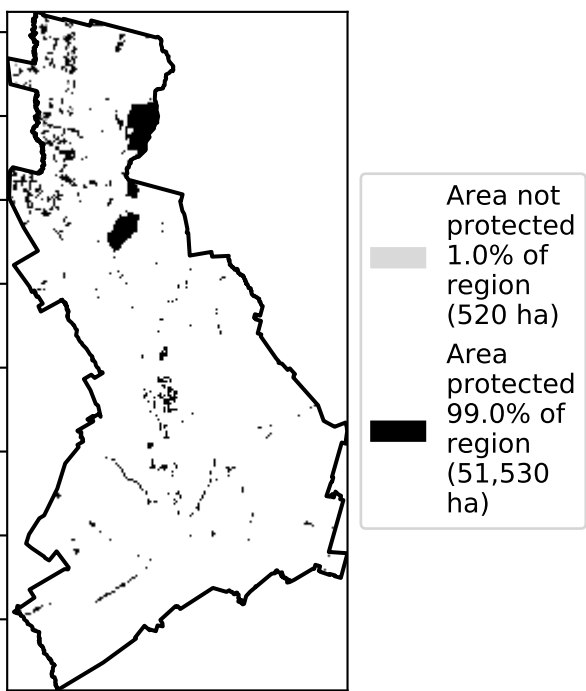 Area not
protected
1.0% of
region
(520 ha)
Area
protected
99.0% of
region
(51,530
ha)